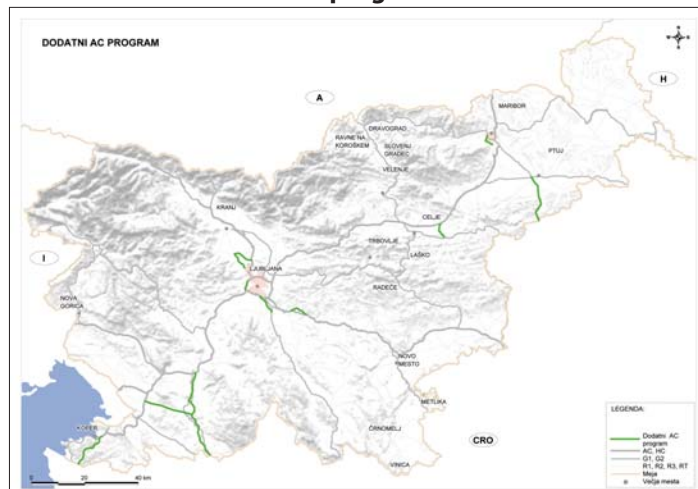 DODATNI AC PROGRAM
A
H
I
CRO
MARIBOR
DRAVOGRAD
RAVNE NA
KOROŠKEM
SLOVENJ
GRADEC
PTUJ
VELENJE
KRANJ
CELJE
TRBOVLJE
LAŠKO
LJUBLJANA
RADEČE
NOVA
GORICA
NOVO
MESTO
METLIKA
KOPER
ČRNOMELJ
VINICA
LEGENDA:
Dodatni AC
program
AC, HC
G1, G2
R1, R2, R3, RT
Meja
Večja mesta
0 20 40 km